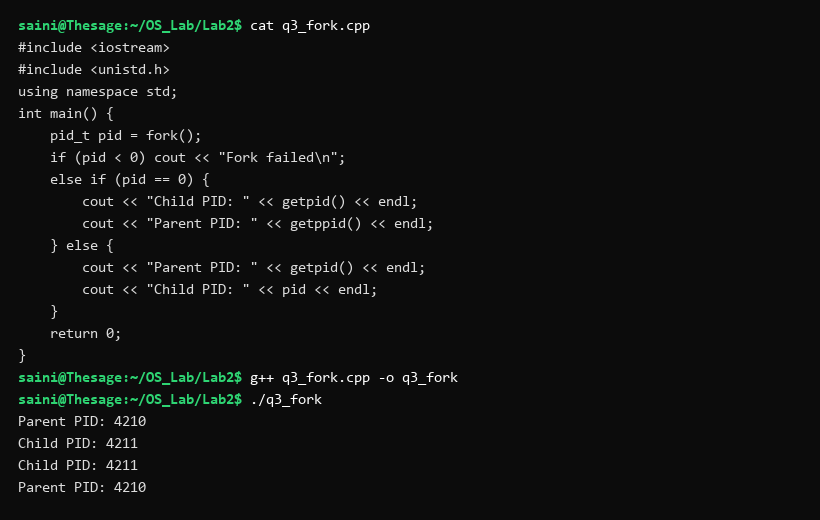 saini@Thesage:~/OS_Lab/Lab2$ cat q3_fork.cpp
#include <iostream>
#include <unistd.h>
using namespace std;
int main() {
    pid_t pid = fork();
    if (pid < 0) cout << "Fork failed\n";
    else if (pid == 0) {
        cout << "Child PID: " << getpid() << endl;
        cout << "Parent PID: " << getppid() << endl;
    } else {
        cout << "Parent PID: " << getpid() << endl;
        cout << "Child PID: " << pid << endl;
    }
    return 0;
}
saini@Thesage:~/OS_Lab/Lab2$ g++ q3_fork.cpp -o q3_fork
saini@Thesage:~/OS_Lab/Lab2$ ./q3_fork
Parent PID: 4210
Child PID: 4211
Child PID: 4211
Parent PID: 4210